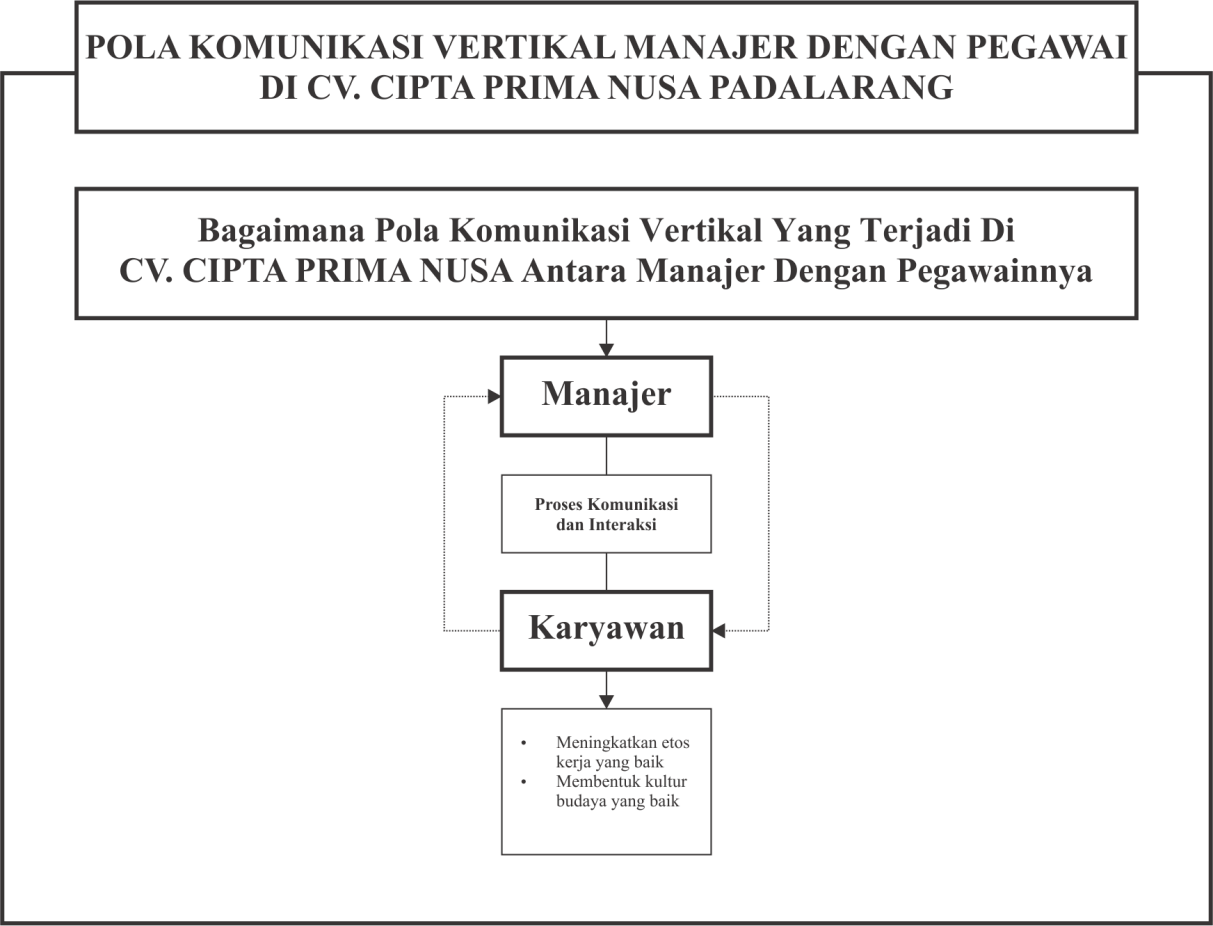 POLA KOMUNIKASI VERTIKAL MANAJER DENGAN PEGAWAI
DI CV. CIPTA PRIMA NUSA PADALARANG
Bagaimana Pola Komunikasi Vertikal Yang Terjadi Di
CV. CIPTA PRIMA NUSA Antara Manajer Dengan Pegawainnya
Manajer
Proses Komunikasi
dan Interaksi
Karyawan
• Meningkatkan etos
kerja yang baik
• Membentuk kultur
budaya yang baik